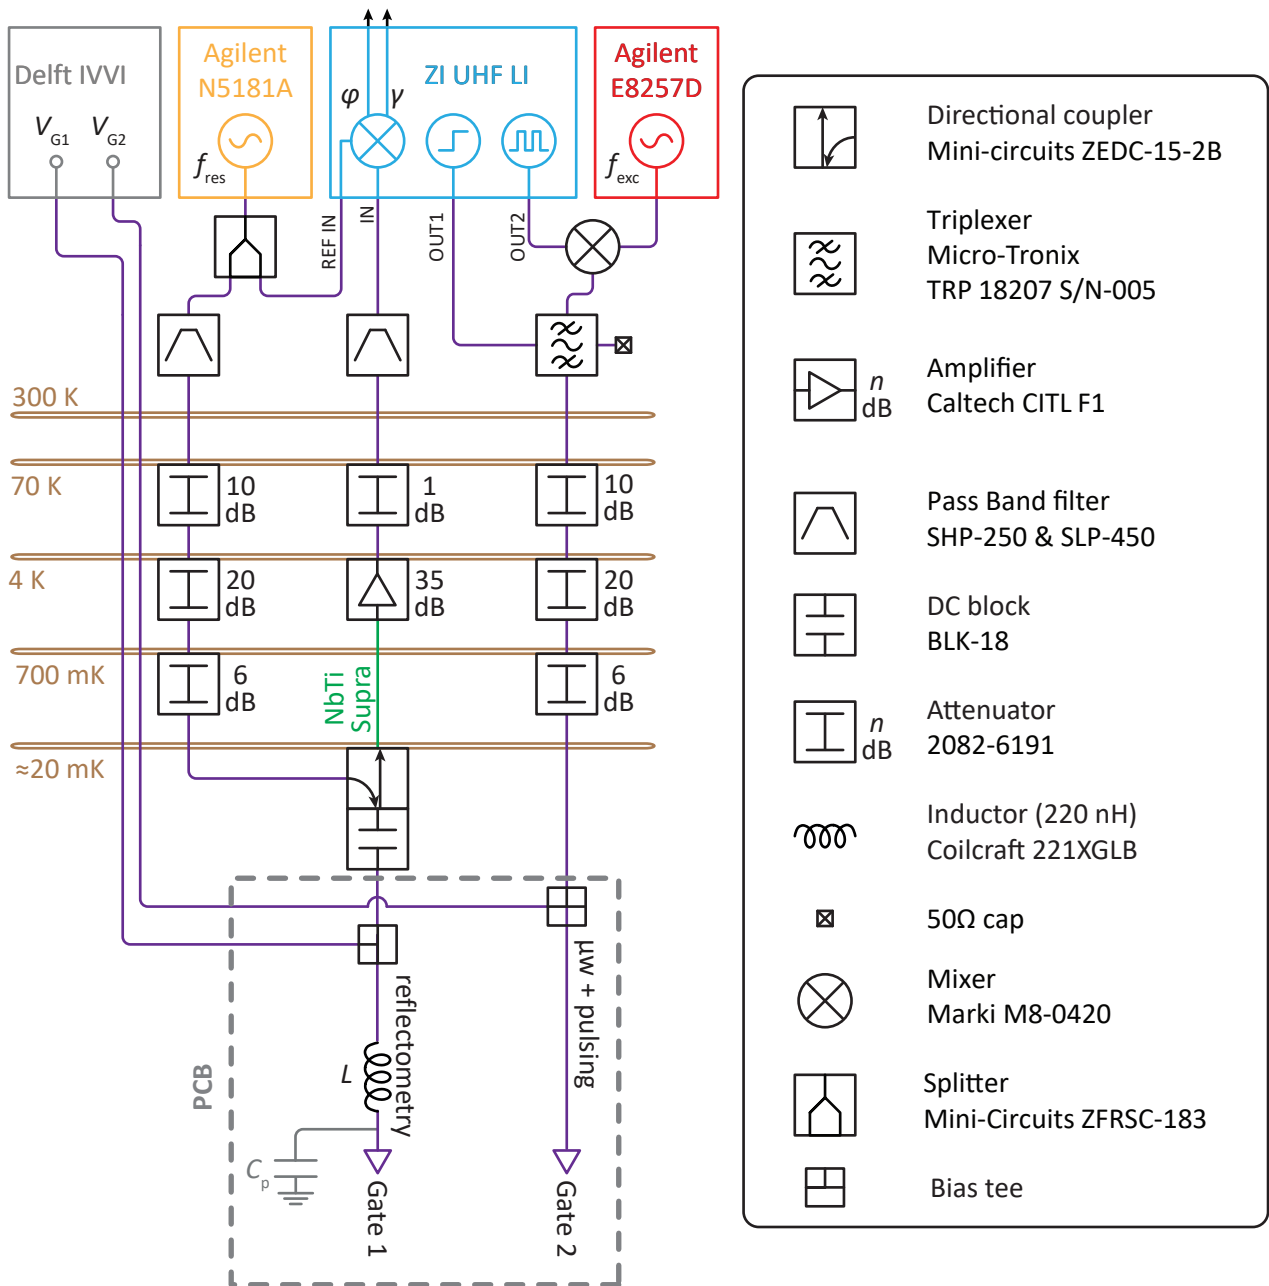 Delft IVVI
VG1
VG2
Agilent
N5181A
fres
ZI UHF LI
φ
γ
Agilent
E8257D
fexc
REF IN
IN
OUT1
OUT2
300 K
70 K
10
dB
1
dB
10
dB
4 K
20
dB
35
dB
20
dB
700 mK
6
dB
NbTi
Supra
6
dB
≈20 mK
PCB
reflectometry
μw + pulsing
L
Cp
Gate 1
Gate 2
Directional coupler
Mini-circuits ZEDC-15-2B
Triplexer
Micro-Tronix
TRP 18207 S/N-005
n
dB
Amplifier
Caltech CITL F1
Pass Band filter
SHP-250 & SLP-450
DC block
BLK-18
n
dB
Attenuator
2082-6191
Inductor (220 nH)
Coilcraft 221XGLB
50Ω cap
Mixer
Marki M8-0420
Splitter
Mini-Circuits ZFRSC-183
Bias tee